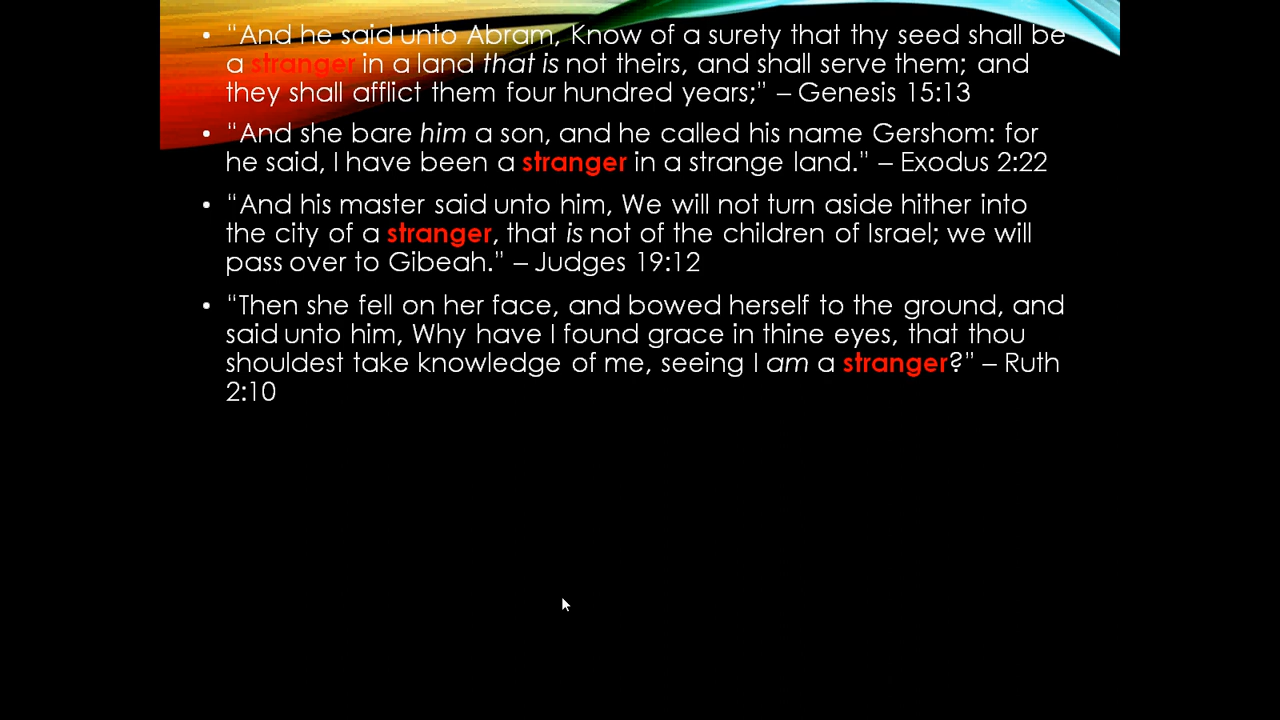 • "And he said unto Abram, Know of a surety that thy seed shall be
a stranger in a land that is not theirs, and shall serve them; and
they shall afflict them four hundred years;" – Genesis 15:13
• "And she bare him a son, and he called his name Gershom: for
he said, I have been a stranger in a strange land." – Exodus 2:22
• "And his master said unto him, We will not turn aside hither into
the city of a stranger, that is not of the children of Israel; we will
pass over to Gibeah." – Judges 19:12
• "Then she fell on her face, and bowed herself to the ground, and
said unto him, Why have I found grace in thine eyes, that thou
shouldest take knowledge of me, seeing I am a stranger?" – Ruth
2:10